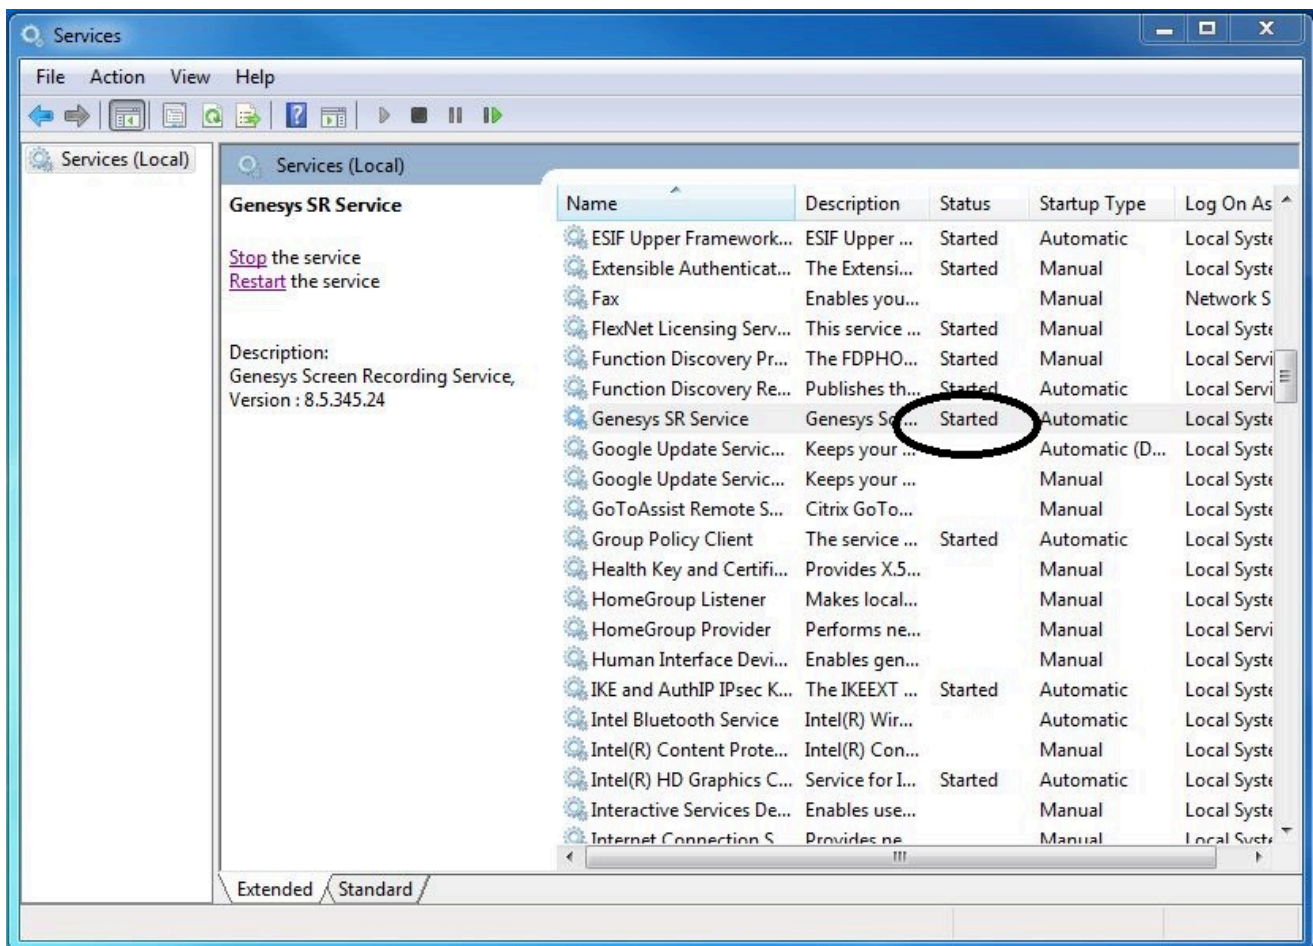 Services
File Action View Help
Services (Local)
Services (Local)
Genesys SR Service
Stop the service
Restart the service
Description:
Genesys Screen Recording Service,
Version : 8.5.345.24
Name Description Status Startup Type Log On As
ESIF Upper Framework... ESIF Upper ... Started Automatic Local Syste
Extensible Authenticat... The Extensi... Started Manual Local Syste
Fax Enables you... Manual Network S
FlexNet Licensing Serv... This service ... Started Manual Local Syste
Function Discovery Pr... The FDPHO... Started Manual Local Servi
Function Discovery Re... Publishes th... Started Automatic Local Servi
Genesys SR Service Genesys Scr... Started Automatic Local Syste
Google Update Servic... Keeps your ... Automatic (D... Local Syste
Google Update Servic... Keeps your ... Manual Local Syste
GoToAssist Remote S... Citrix GoTo... Manual Local Syste
Group Policy Client The service ... Started Automatic Local Syste
Health Key and Certifi... Provides X.5... Manual Local Syste
HomeGroup Listener Makes local... Manual Local Syste
HomeGroup Provider Performs ne... Manual Local Servi
Human Interface Devi... Enables gen... Manual Local Syste
IKE and AuthIP IPsec K... The IKEEXT ... Started Automatic Local Syste
Intel Bluetooth Service Intel(R) Wir... Automatic Local Syste
Intel(R) Content Prote... Intel(R) Con... Manual Local Syste
Intel(R) HD Graphics C... Service for I... Started Automatic Local Syste
Interactive Services De... Enables use... Manual Local Syste
Internet Connection S Provides ne Manual Local Syste
Extended Standard